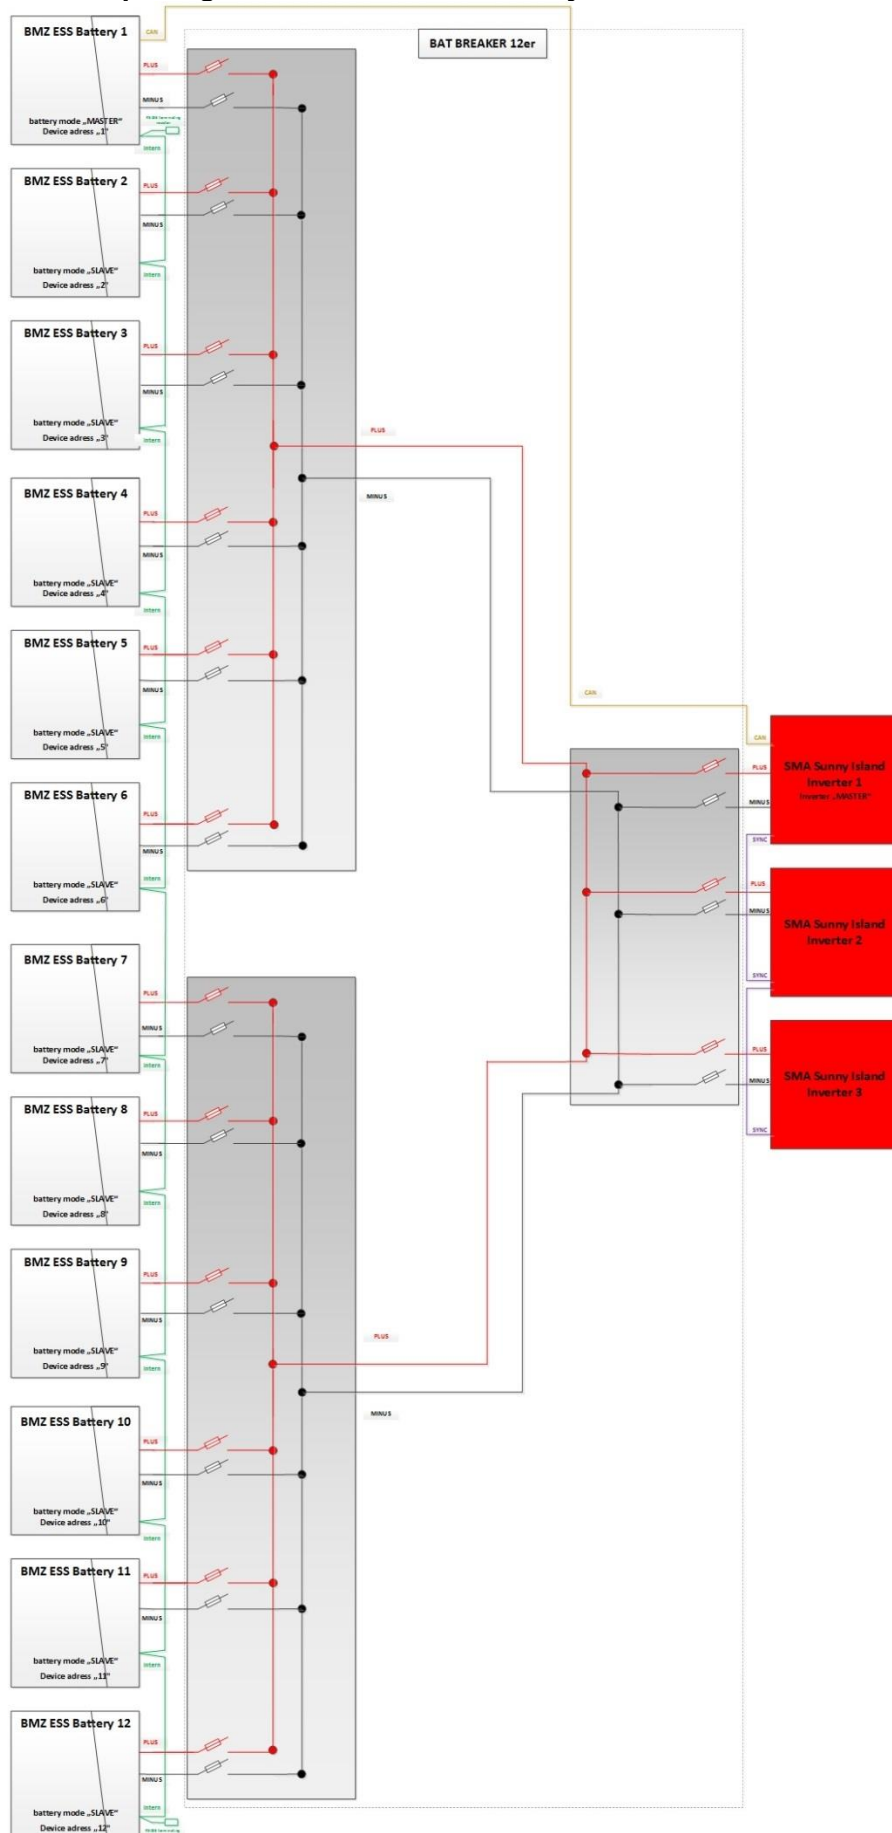 BAT BREAKER 12er
BMZ ESS Battery 1
CAN
PLUS
MINUS
battery mode „MASTER“
Device adress „1“
Intern
BMZ ESS Battery 2
PLUS
MINUS
battery mode „SLAVE“
Device adress „2“
Intern
BMZ ESS Battery 3
PLUS
MINUS
battery mode „SLAVE“
Device adress „3“
Intern
PLUS
MINUS
BMZ ESS Battery 4
PLUS
MINUS
battery mode „SLAVE“
Device adress „4“
Intern
BMZ ESS Battery 5
PLUS
MINUS
battery mode „SLAVE“
Device adress „5“
Intern
CAN
CAN
BMZ ESS Battery 6
PLUS
MINUS
battery mode „SLAVE“
Device adress „6“
Intern
SMA Sunny Island
Inverter 1
Inverter „MASTER“
PLUS
MINUS
SYNC
SMA Sunny Island
Inverter 2
PLUS
MINUS
SYNC
SMA Sunny Island
Inverter 3
PLUS
MINUS
SYNC
BMZ ESS Battery 7
PLUS
MINUS
battery mode „SLAVE“
Device adress „7“
Intern
BMZ ESS Battery 8
PLUS
MINUS
battery mode „SLAVE“
Device adress „8“
Intern
BMZ ESS Battery 9
PLUS
MINUS
battery mode „SLAVE“
Device adress „9“
Intern
PLUS
MINUS
BMZ ESS Battery 10
PLUS
MINUS
battery mode „SLAVE“
Device adress „10“
Intern
BMZ ESS Battery 11
PLUS
MINUS
battery mode „SLAVE“
Device adress „11“
Intern
BMZ ESS Battery 12
PLUS
MINUS
battery mode „SLAVE“
Device adress „12“
Intern